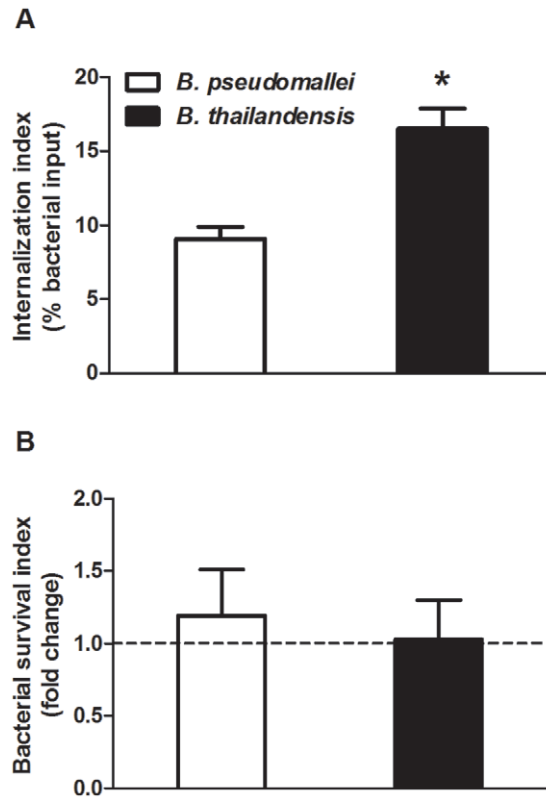 A
Internalization index
(% bacterial input)
20
15
10
5
0
B. pseudomallei
B. thailandensis
*
B
Bacterial survival index
(fold change)
2.0
1.5
1.0
0.5
0.0